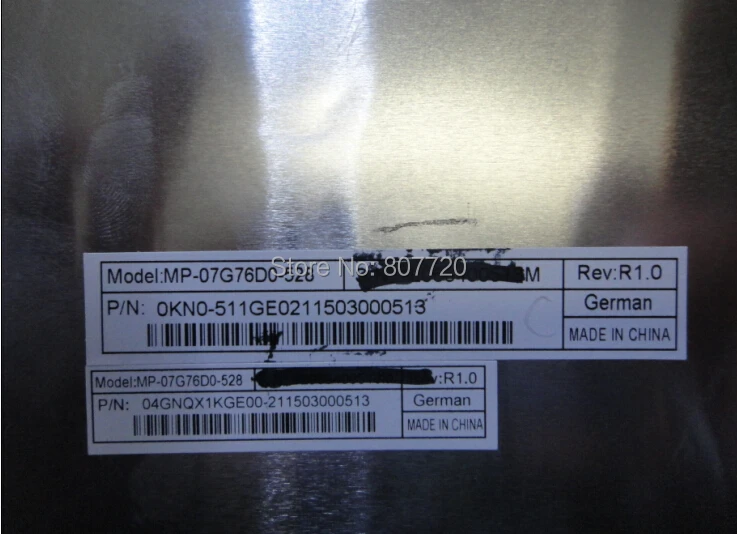 Store No: 807720
Model:MP-07G76D0-528
Rev:R1.0
P/N: 0KN0-511GE0211503000513
German
MADE IN CHINA
Model:MP-07G76D0-528
:R1.0
P/N: 04GNQX1KGE00-211503000513
German
MADE IN CHINA